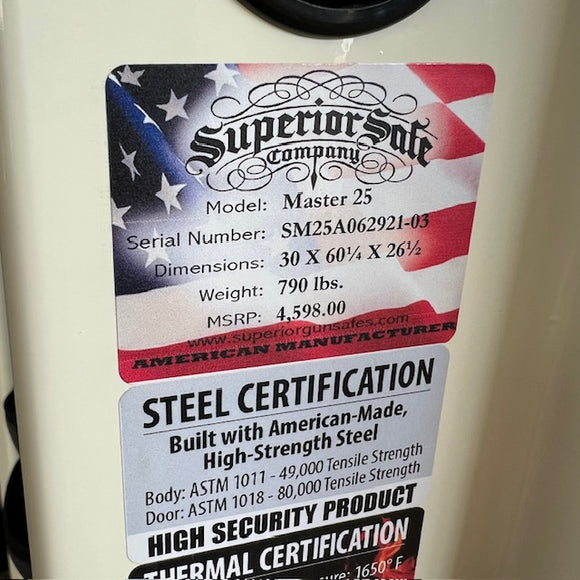 Superior Safe
Company
Model: Master 25
Serial Number: SM25A062921-03
Dimensions: 30 X 60¼ X 26½
Weight: 790 lbs.
MSRP: 4,598.00
www.superiorgunsafes.com
AMERICAN MANUFACTURER
STEEL CERTIFICATION
Built with American-Made,
High-Strength Steel
Body: ASTM 1011 - 49,000 Tensile Strength
Door: ASTM 1018 - 80,000 Tensile Strength
HIGH SECURITY PRODUCT
THERMAL CERTIFICATION
1650° F